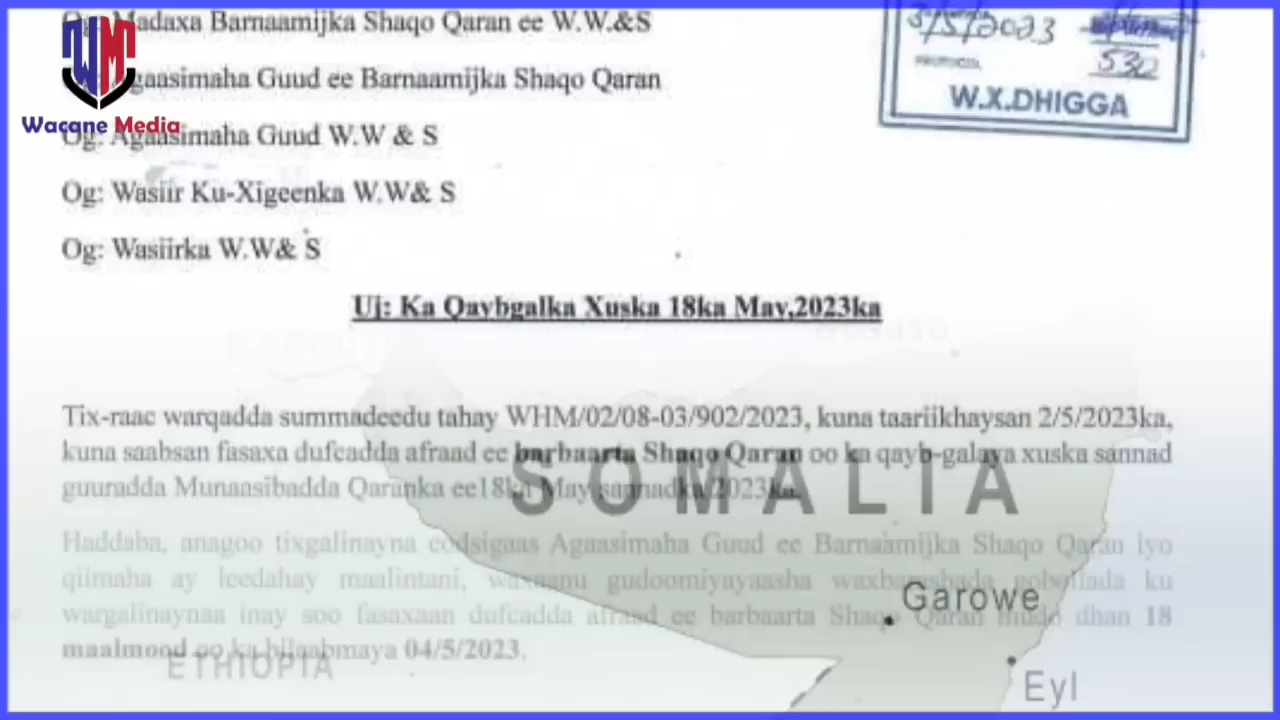 Og: Madaxa Barnaamijka Shaqo Qaran ee W.W.&S
Agaasimaha Guud ee Barnaamijka Shaqo Qaran
Og: Agaasimaha Guud W.W & S
Og: Wasiir Ku-Xigeenka W.W& S
Og: Wasiirka W.W& S
WM
Wacane Media
3/5/2023
530
W.X.DHIGGA
Uj: Ka Qaybgalka Xuska 18ka May,2023ka
Tix-raac warqadda summadeedu tahay WHM/02/08-03/902/2023, kuna taariikhaysan 2/5/2023ka,
kuna saabsan fasaxa dufcadda afraad ee barbaarta Shaqo Qaran oo ka qayb-galaya xuska sannad
guuradda Munaasibadda Qaranka ee18ka May sannadka 2023ka.
Haddaba, anagoo tixgalinayna codsigaas Agaasimaha Guud ee Barnaamijka Shaqo Qaran iyo
qiimaha ay leedahay maalintani, waxaanu gudoomiyayaasha waxbarashada gobollada ku
wargalinaynaa inay soo fasaxaan dufcadda afraad ee barbaarta Shaqo Qaran mudo dhan 18
maalmood oo ka bilaabmaya 04/5/2023.
SOMALIA
Garowe
ETHIOPIA
Eyl